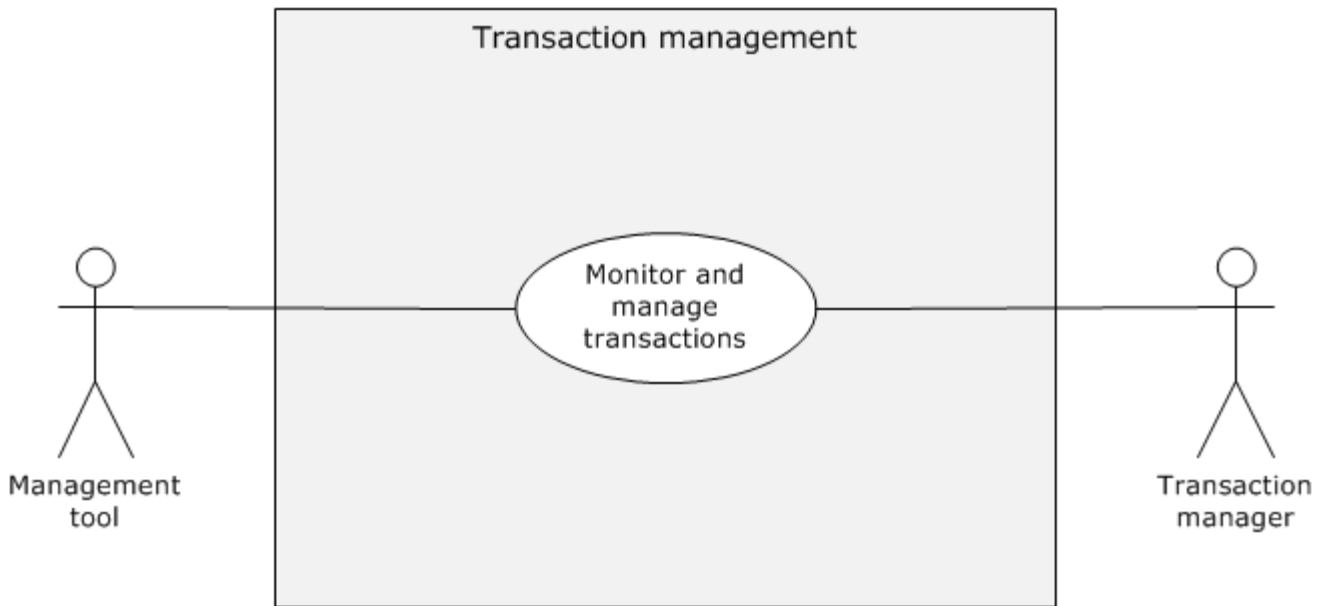 Transaction management
Monitor and
manage
transactions
Management
tool
Transaction
manager